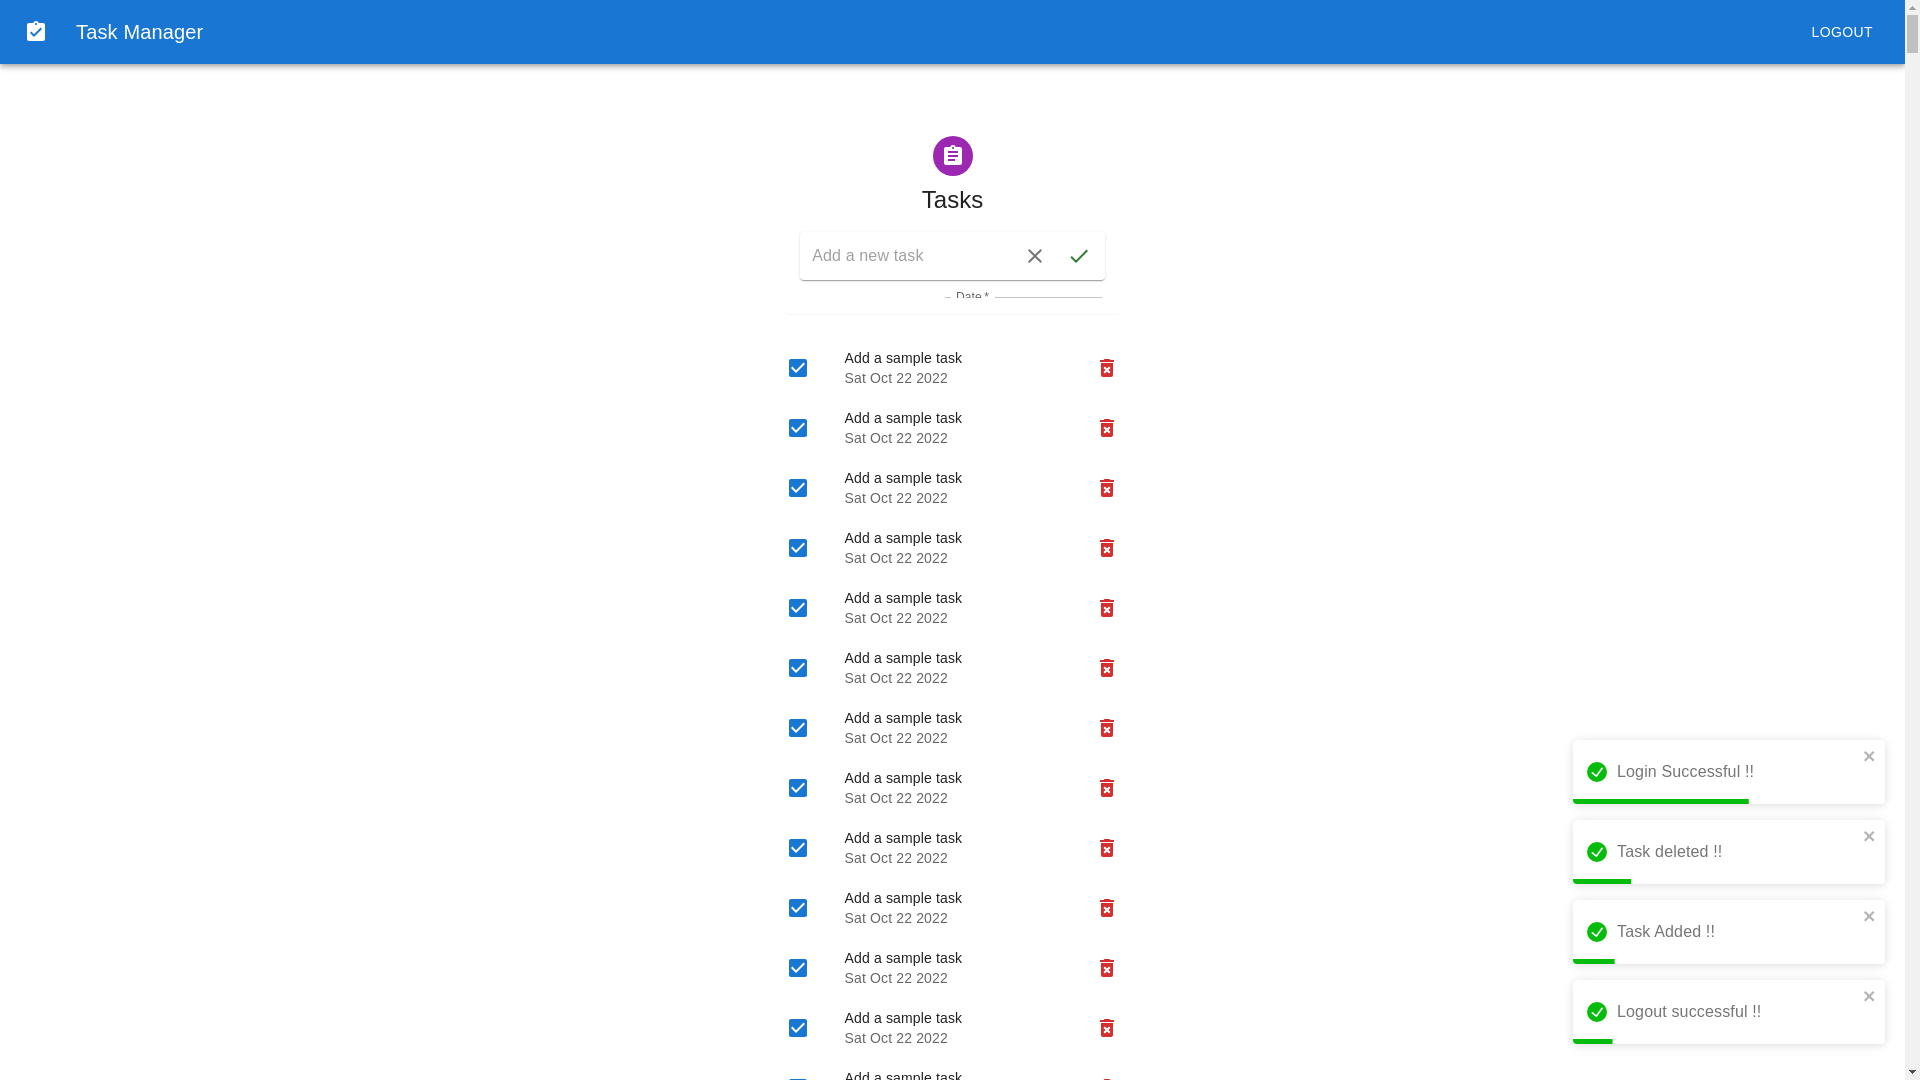 Task Manager
LOGOUT
Tasks
Add a new task
Date *
Add a sample task
Sat Oct 22 2022
Add a sample task
Sat Oct 22 2022
Add a sample task
Sat Oct 22 2022
Add a sample task
Sat Oct 22 2022
Add a sample task
Sat Oct 22 2022
Add a sample task
Sat Oct 22 2022
Add a sample task
Sat Oct 22 2022
Add a sample task
Sat Oct 22 2022
Add a sample task
Sat Oct 22 2022
Add a sample task
Sat Oct 22 2022
Add a sample task
Sat Oct 22 2022
Add a sample task
Sat Oct 22 2022
Add a sample task
Login Successful !!
Task deleted !!
Task Added !!
Logout successful !!